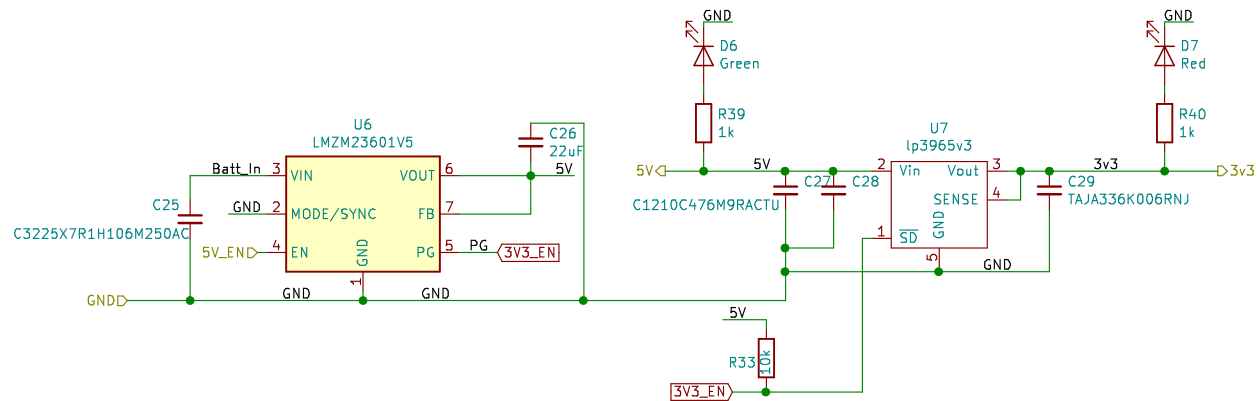 GND
D6
Green
GND
D7
Red
R39
1k
R40
1k
U6
LMZM23601V5
C26
22uF
U7
lp3965v3
Batt_In
3
VIN
VOUT
6
5V
5V
5V
C27
C28
2
Vin
Vout
3
3v3
3v3
C29
TAJA336K006RNJ
C1210C476M9RACTU
SENSE
4
C25
C3225X7R1H106M250AC
GND
2
MODE/SYNC
FB
7
1
SD
GND
5
GND
5V_EN
4
EN
GND
1
PG
5
PG
3V3_EN
GND
GND
GND
5V
R33
10k
3V3_EN